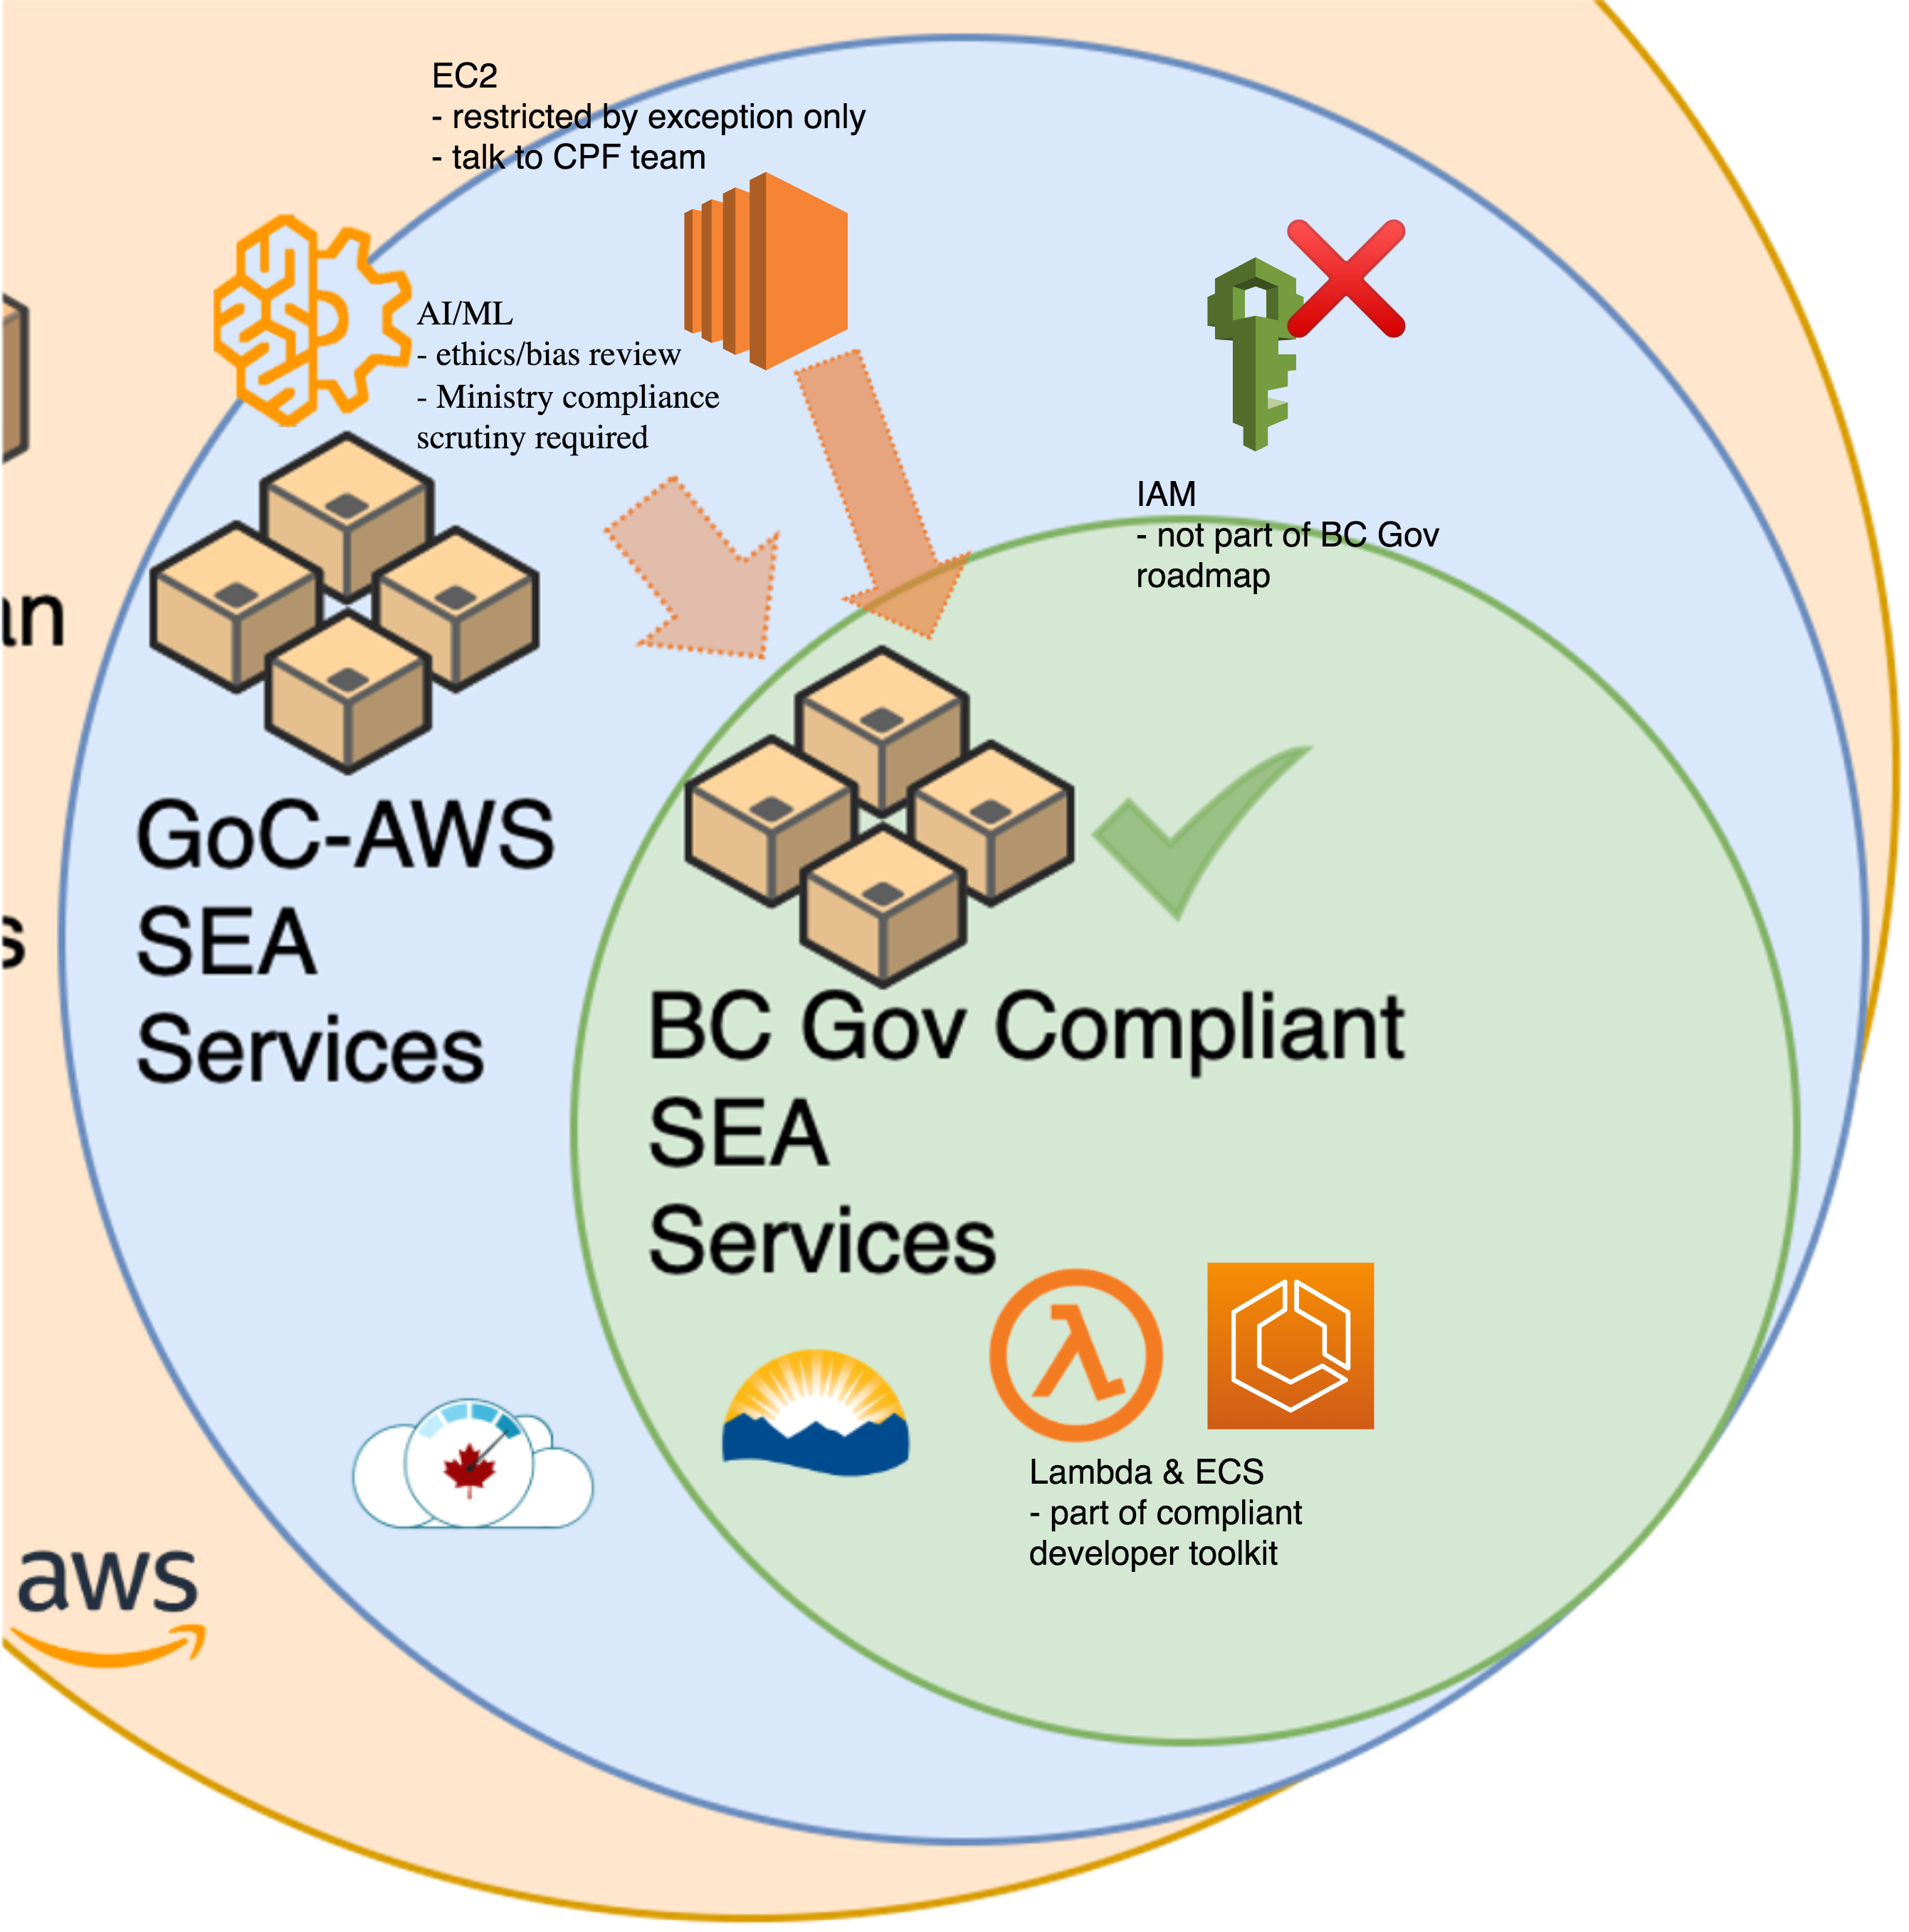 EC2
- restricted by exception only
- talk to CPF team
AI/ML
- ethics/bias review
- Ministry compliance
scrutiny required
IAM
- not part of BC Gov
roadmap
GoC-AWS
SEA
Services
BC Gov Compliant
SEA
Services
Lambda & ECS
- part of compliant
developer toolkit
aws